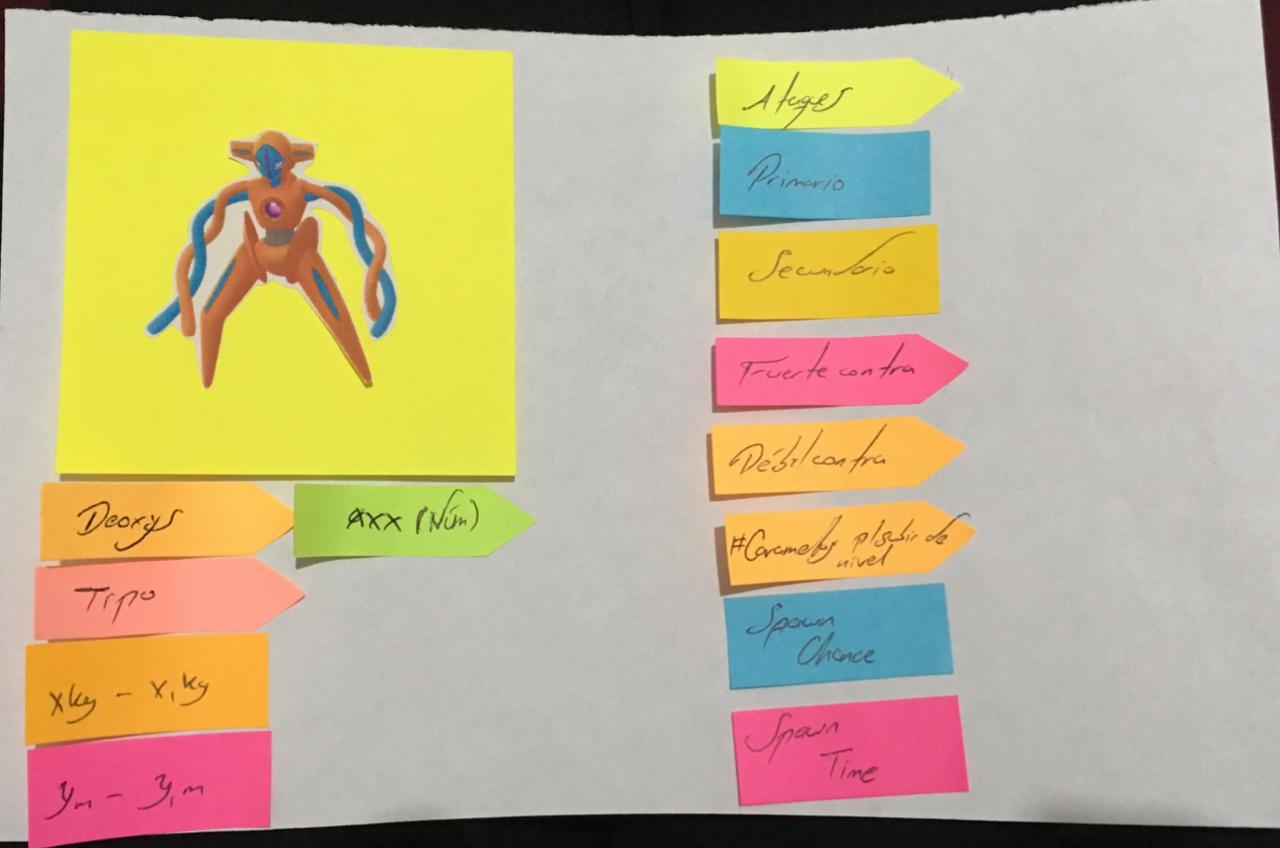 Deoxys
#XX (Núm)
Tipo
xkg - x,kg
ym - y,m
Ataques
Primario
Secundario
Fuerte contra
Débil contra
#Caramelos p/subir de
nivel
Spawn
Chance
Spawn
Time